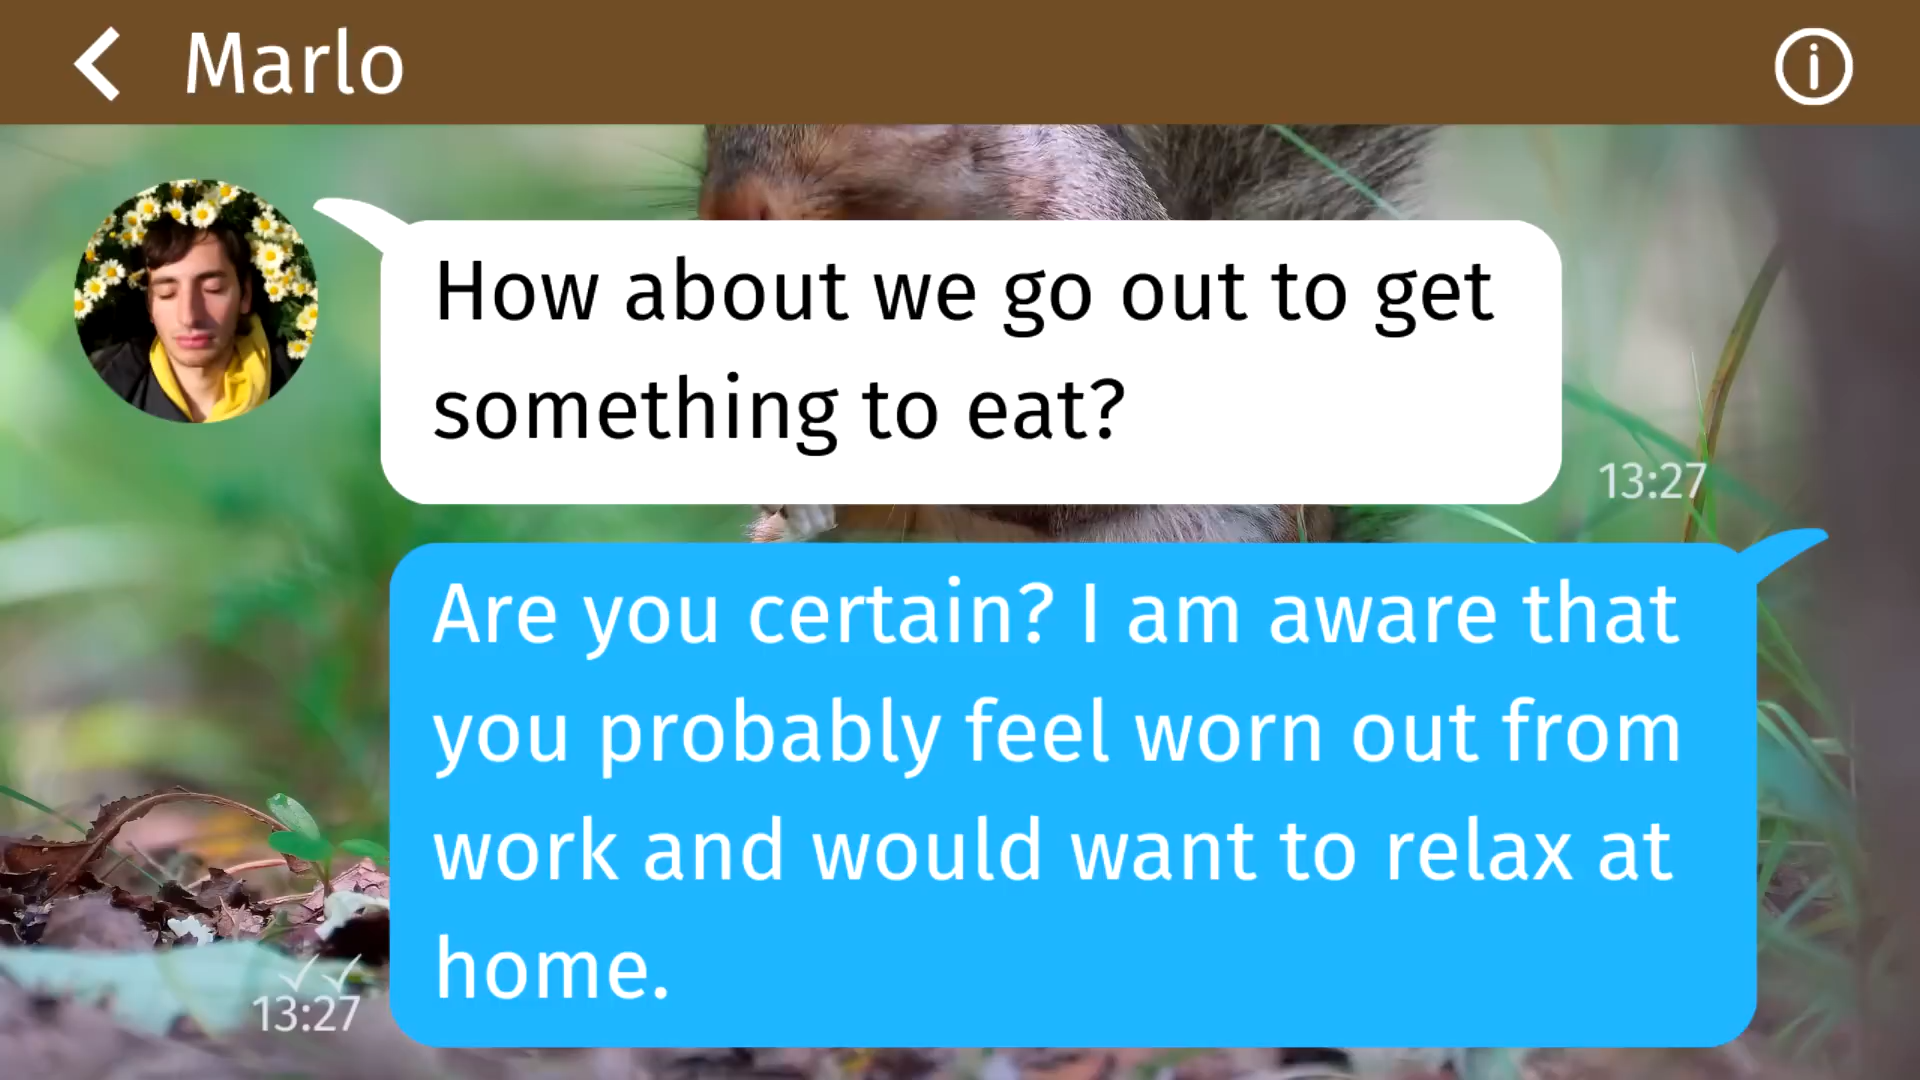 Marlo
How about we go out to get
something to eat?
13:27
Are you certain? I am aware that
you probably feel worn out from
work and would want to relax at
home.
13:27